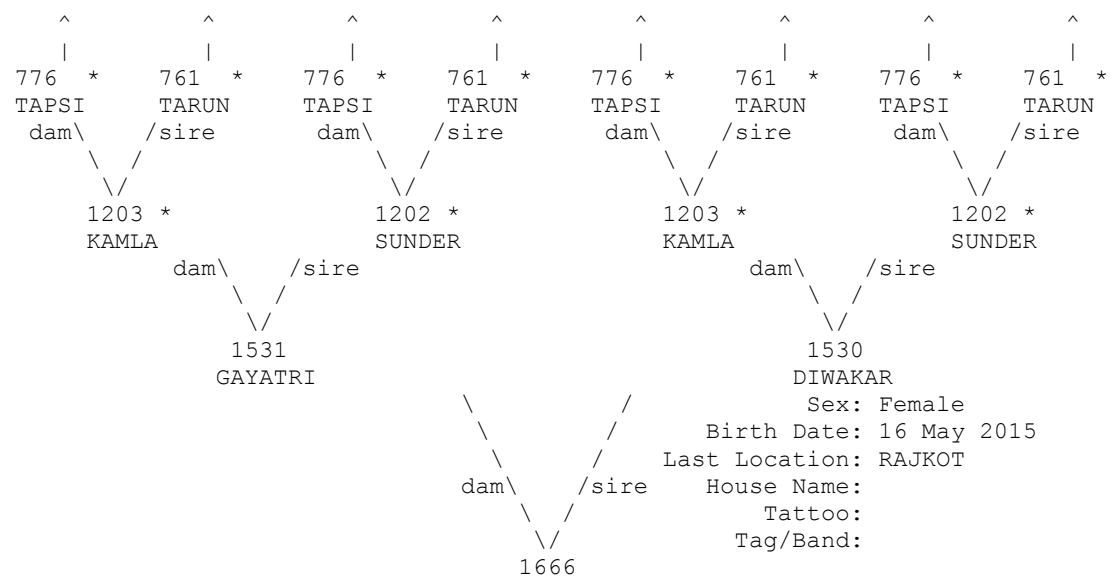 ^ ^ ^ ^ ^ ^ ^ ^
| | | | | | | |
776 * 761 * 776 * 761 * 776 * 761 * 776 * 761 *
TAPSI TARUN TAPSI TARUN TAPSI TARUN TAPSI TARUN
dam\ /sire dam\ /sire dam\ /sire dam\ /sire
\ / \ / \ / \ /
\/ \/ \/ \/
1203 * 1202 * 1203 * 1202 *
KAMLA SUNDER KAMLA SUNDER
dam\ /sire dam\ /sire
\ / \ /
\/ \/
1531 1530
GAYATRI DIWAKAR
\ / Sex: Female
\ / Birth Date: 16 May 2015
\ / Last Location: RAJKOT
dam\ /sire House Name:
\ / Tattoo:
\/ Tag/Band:
1666